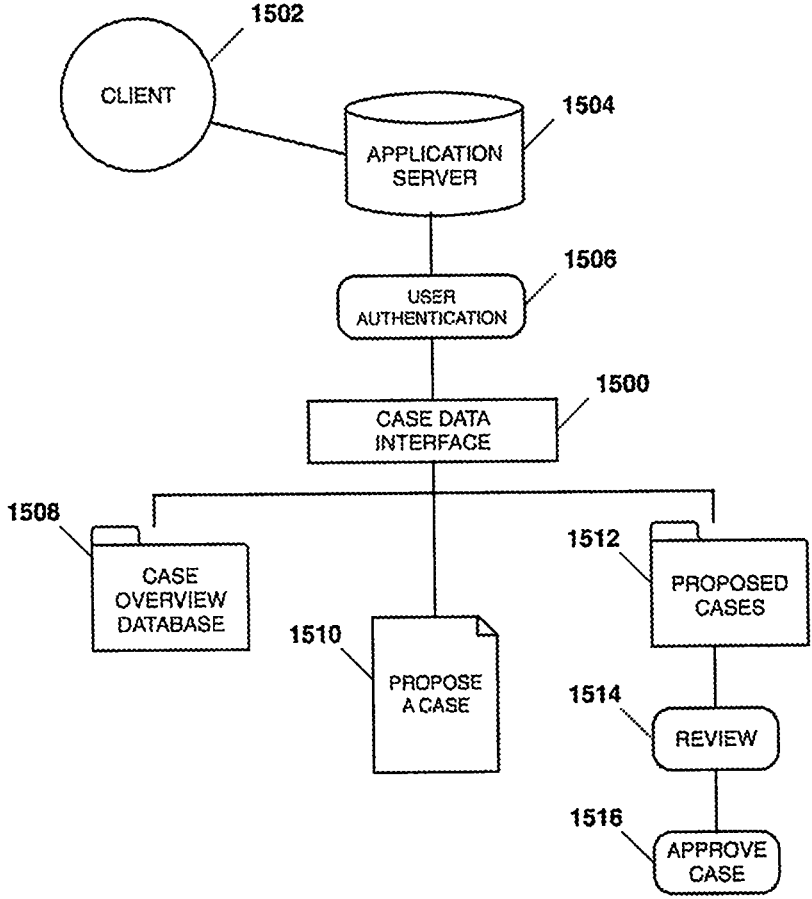 1502
CLIENT
1504
APPLICATION
SERVER
1506
USER
AUTHENTICATION
1500
CASE DATA
INTERFACE
1508
CASE
OVERVIEW
DATABASE
1510
PROPOSE
A CASE
1512
PROPOSED
CASES
1514
REVIEW
1516
APPROVE
CASE